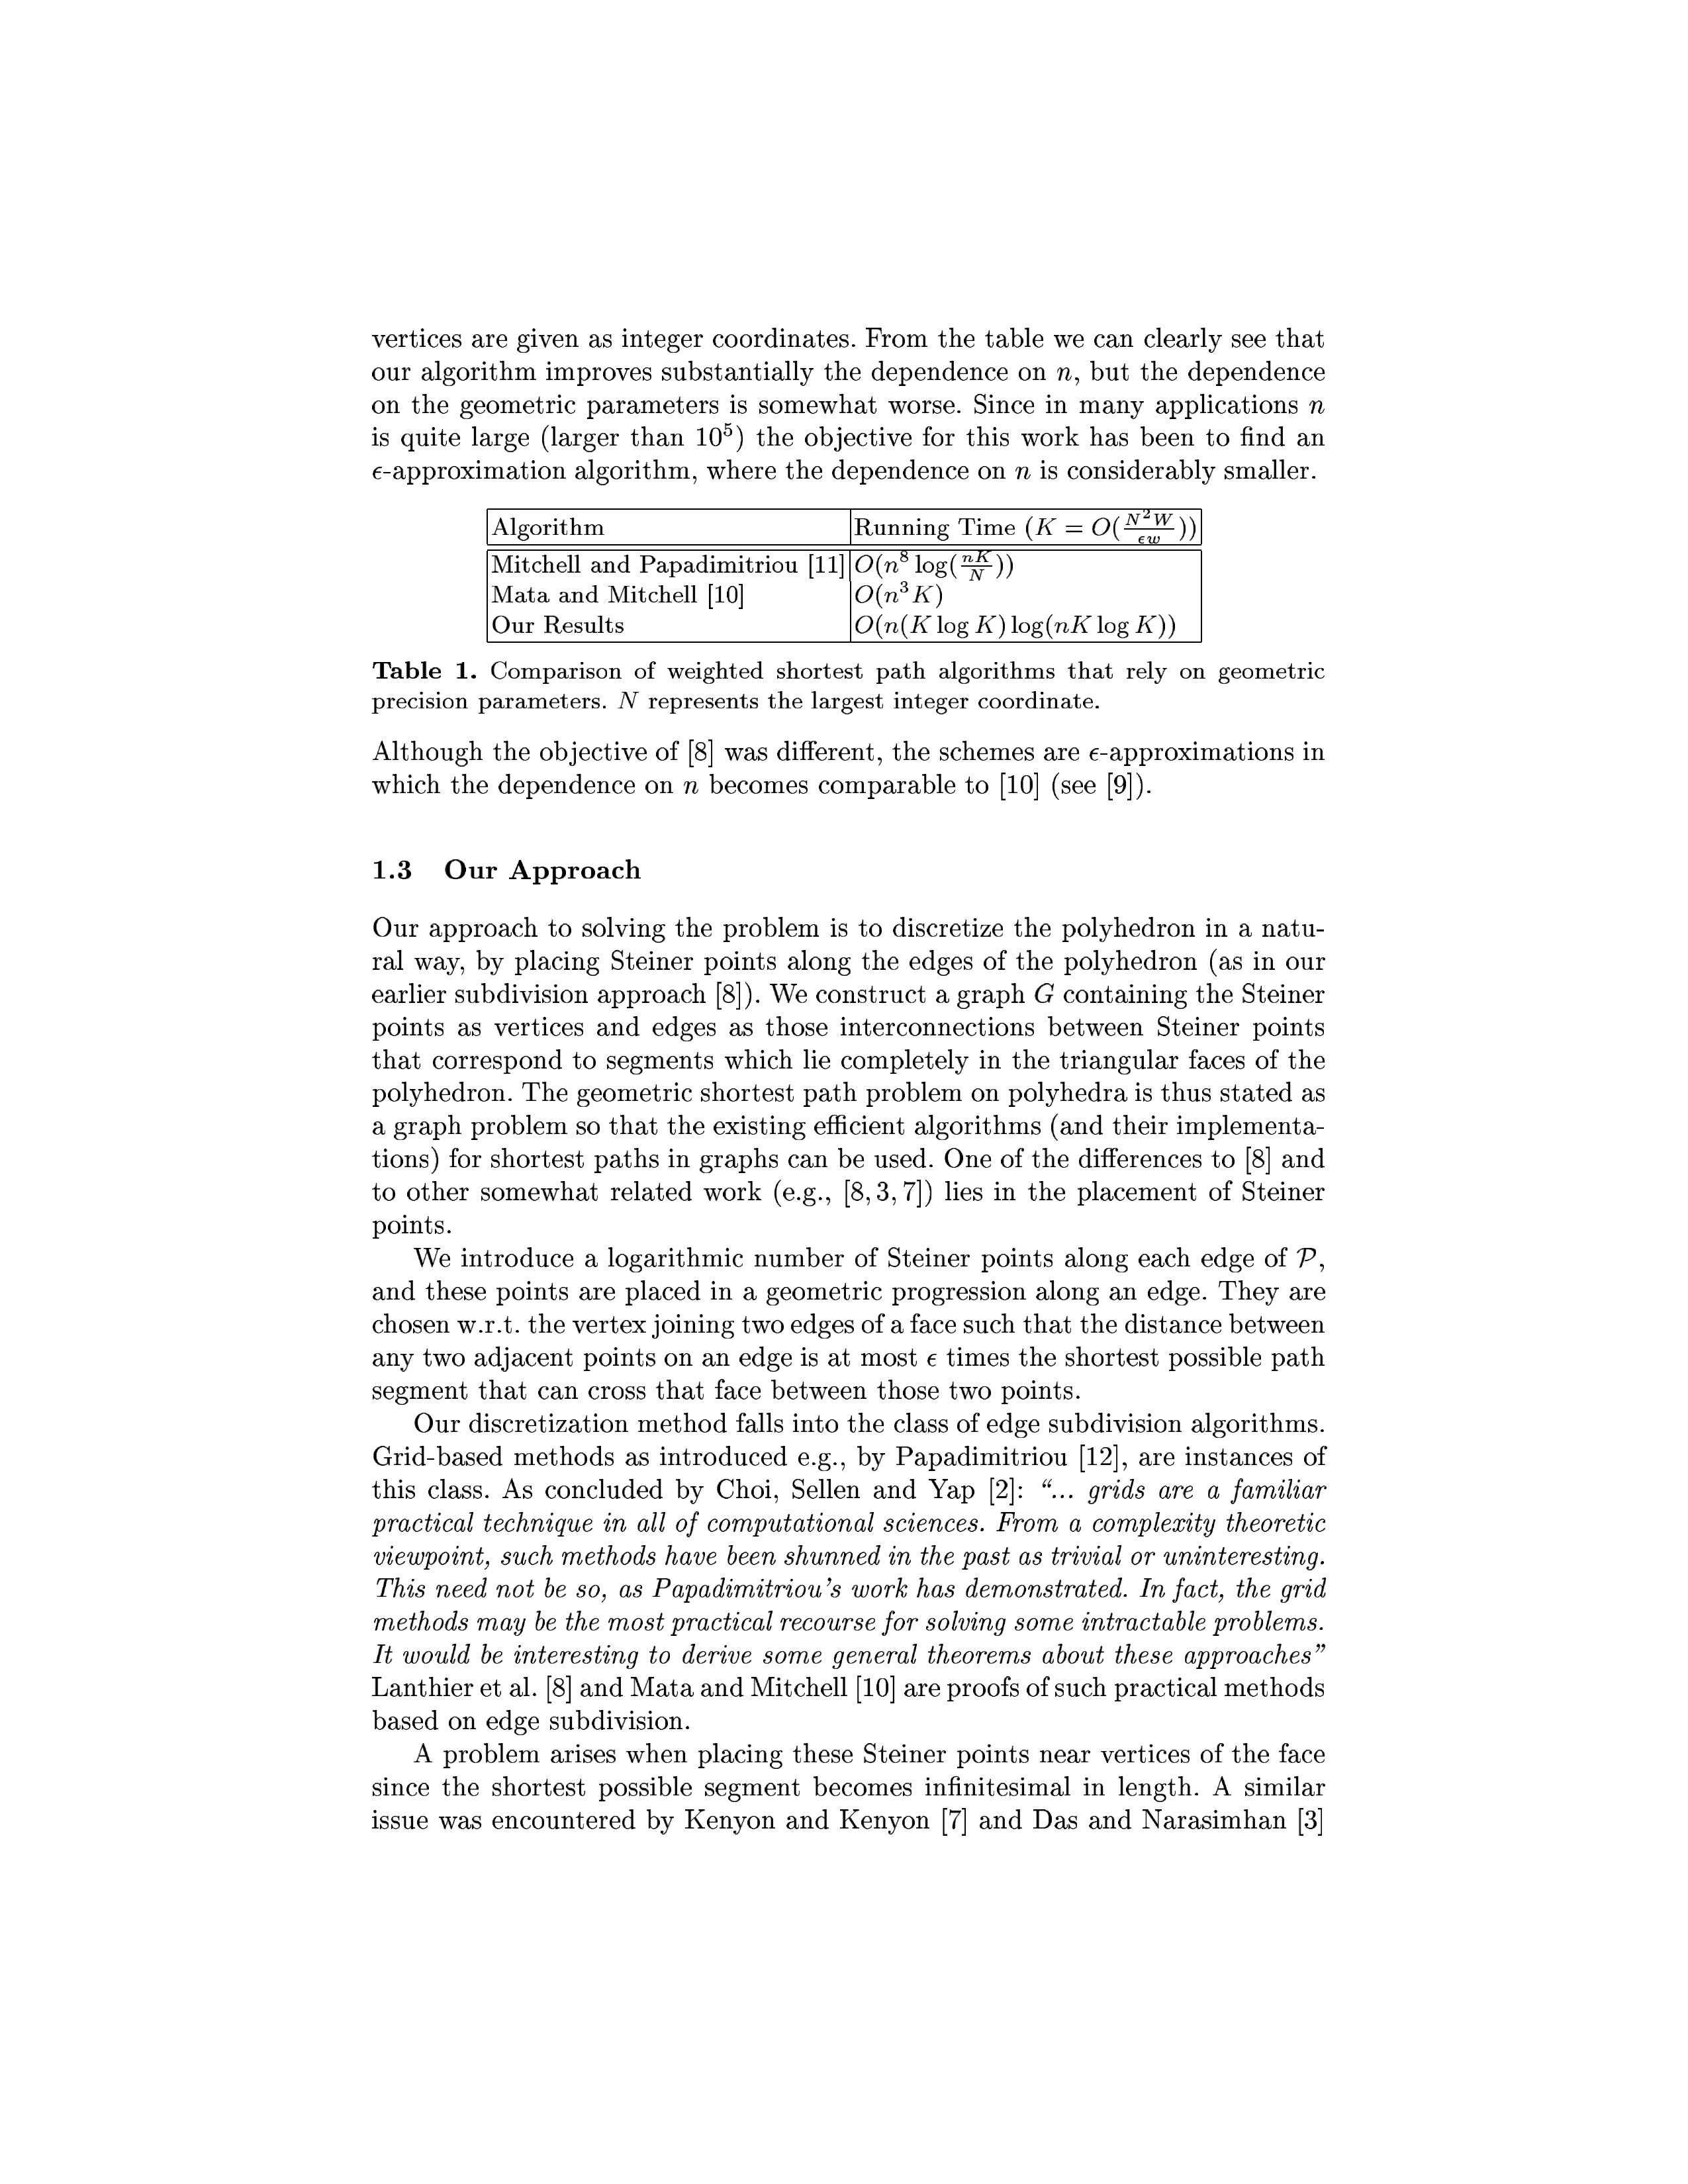 vertices are given as integer coordinates. From the table we can clearly see that
our algorithm improves substantially the dependence on n, but the dependence
on the geometric parameters is somewhat worse. Since in many applications n
is quite large (larger than 10^5) the objective for this work has been to find an
ϵ-approximation algorithm, where the dependence on n is considerably smaller.
Algorithm Running Time (K = O(\frac{N^2W}{ϵw}))
Mitchell and Papadimitriou [11] O(n^8 log(\frac{nK}{N}))
Mata and Mitchell [10] O(n^3K)
Our Results O(n(K log K) log(nK log K))
Table 1. Comparison of weighted shortest path algorithms that rely on geometric
precision parameters. N represents the largest integer coordinate.
Although the objective of [8] was different, the schemes are ϵ-approximations in
which the dependence on n becomes comparable to [10] (see [9]).
1.3 Our Approach
Our approach to solving the problem is to discretize the polyhedron in a natu-
ral way, by placing Steiner points along the edges of the polyhedron (as in our
earlier subdivision approach [8]). We construct a graph G containing the Steiner
points as vertices and edges as those interconnections between Steiner points
that correspond to segments which lie completely in the triangular faces of the
polyhedron. The geometric shortest path problem on polyhedra is thus stated as
a graph problem so that the existing efficient algorithms (and their implementa-
tions) for shortest paths in graphs can be used. One of the differences to [8] and
to other somewhat related work (e.g., [8, 3, 7]) lies in the placement of Steiner
points.
We introduce a logarithmic number of Steiner points along each edge of 𝒫,
and these points are placed in a geometric progression along an edge. They are
chosen w.r.t. the vertex joining two edges of a face such that the distance between
any two adjacent points on an edge is at most ϵ times the shortest possible path
segment that can cross that face between those two points.
Our discretization method falls into the class of edge subdivision algorithms.
Grid-based methods as introduced e.g., by Papadimitriou [12], are instances of
this class. As concluded by Choi, Sellen and Yap [2]: “... grids are a familiar
practical technique in all of computational sciences. From a complexity theoretic
viewpoint, such methods have been shunned in the past as trivial or uninteresting.
This need not be so, as Papadimitriou's work has demonstrated. In fact, the grid
methods may be the most practical recourse for solving some intractable problems.
It would be interesting to derive some general theorems about these approaches”
Lanthier et al. [8] and Mata and Mitchell [10] are proofs of such practical methods
based on edge subdivision.
A problem arises when placing these Steiner points near vertices of the face
since the shortest possible segment becomes infinitesimal in length. A similar
issue was encountered by Kenyon and Kenyon [7] and Das and Narasimhan [3]